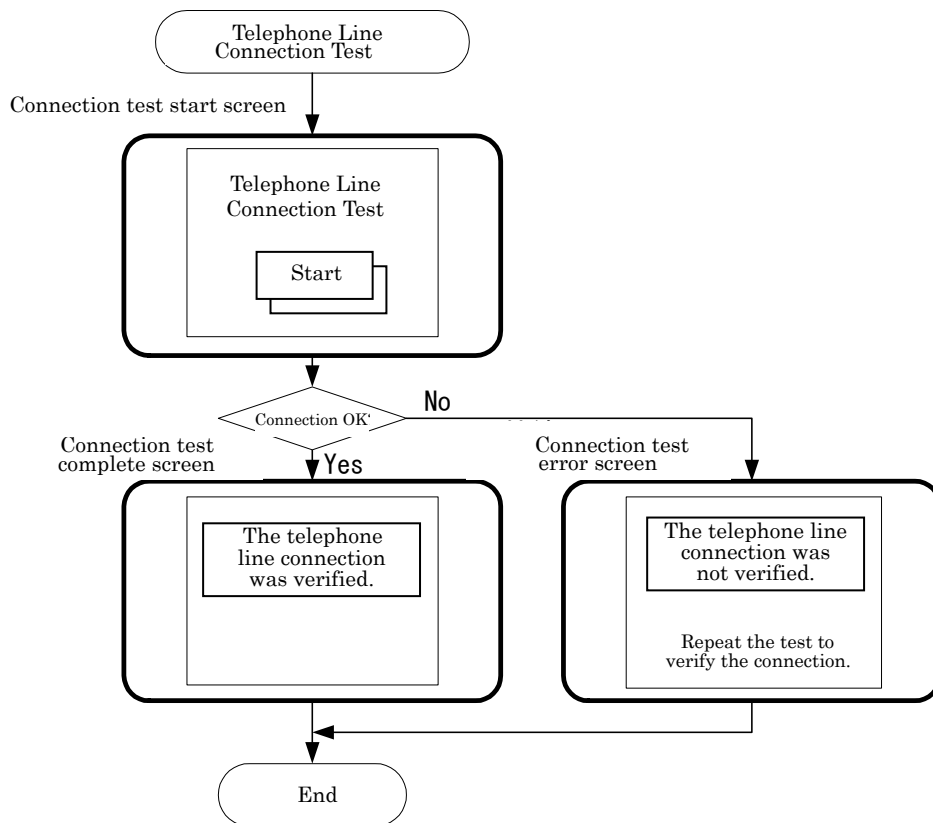 Telephone Line
Connection Test
Connection test start screen
Telephone Line
Connection Test
Start
Connection OK
No
Yes
Connection test
complete screen
Connection test
error screen
The telephone
line connection
was verified.
The telephone line
connection was
not verified.
Repeat the test to
verify the connection.
End